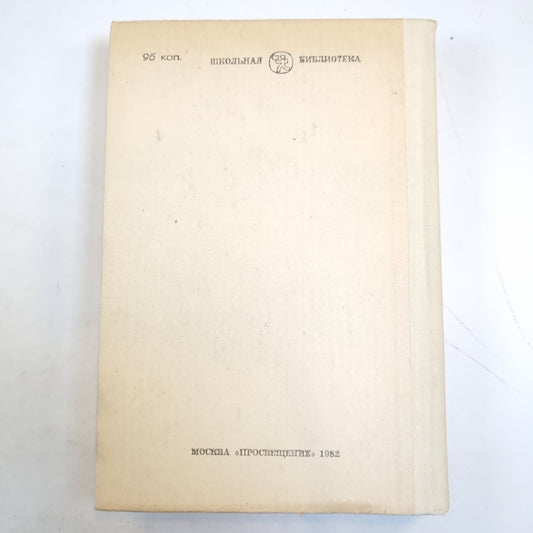 95 коп.
ШКОЛЬНАЯ БИБЛИОТЕКА
МОСКВА «ПРОСВЕЩЕНИЕ» 1982